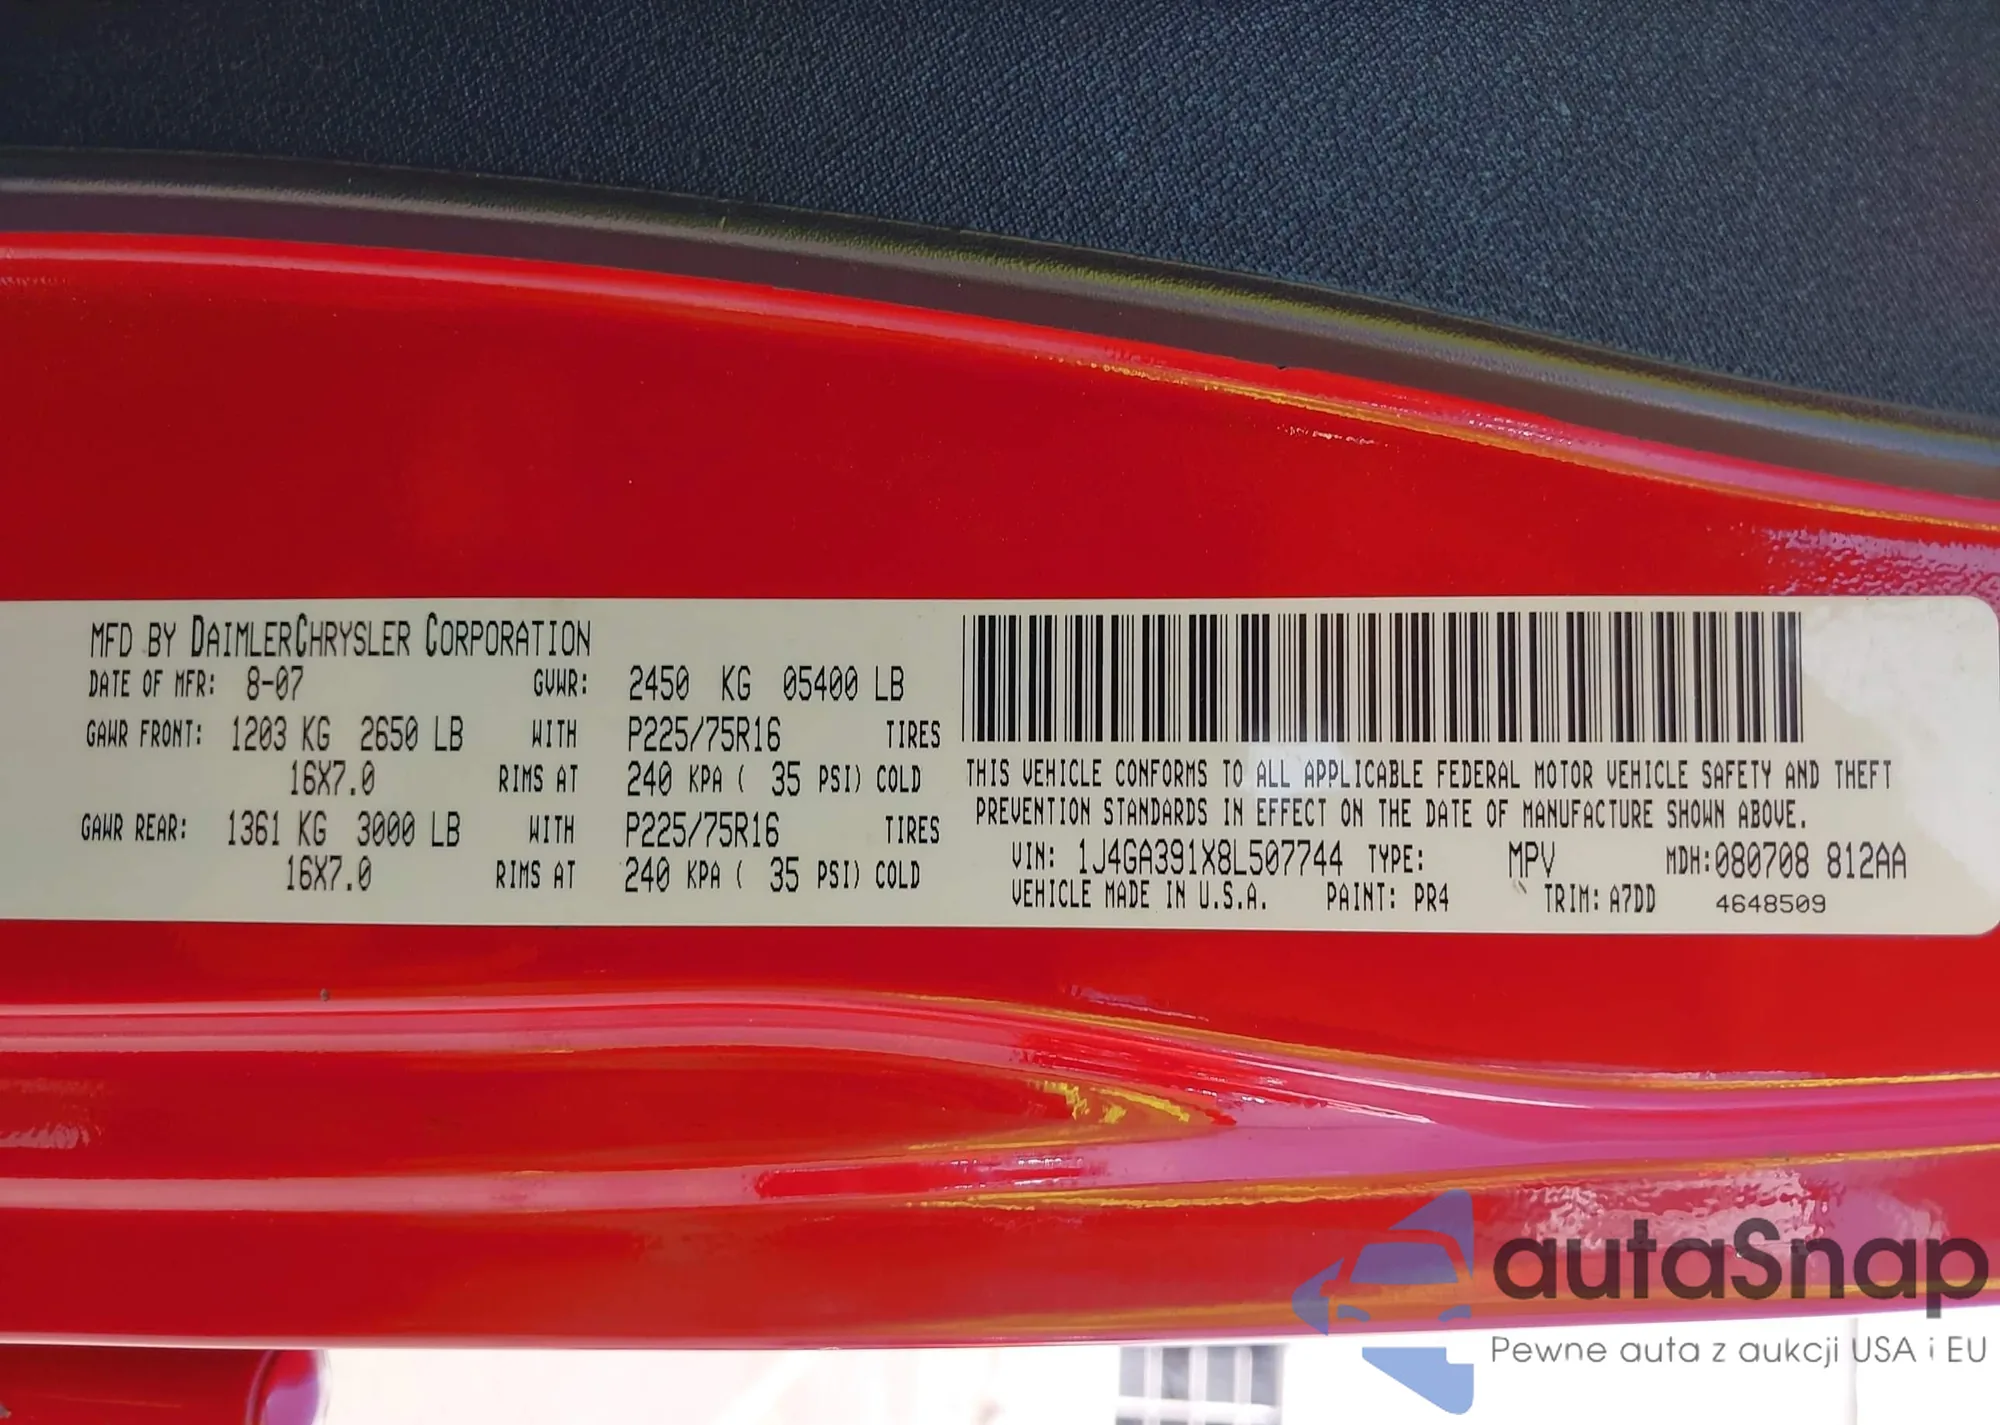 MFD BY DAIMLERCHRYSLER CORPORATION
DATE OF MFR: 8-07 GVWR: 2450 KG 05400 LB
GAWR FRONT: 1203 KG 2650 LB WITH P225/75R16 TIRES
16X7.0 RIMS AT 240 KPA ( 35 PSI) COLD
GAWR REAR: 1361 KG 3000 LB WITH P225/75R16 TIRES
16X7.0 RIMS AT 240 KPA ( 35 PSI) COLD
THIS VEHICLE CONFORMS TO ALL APPLICABLE FEDERAL MOTOR VEHICLE SAFETY AND THEFT
PREVENTION STANDARDS IN EFFECT ON THE DATE OF MANUFACTURE SHOWN ABOVE.
VIN: 1J4GA391X8L507744 TYPE: MPV MDH:080708 812AA
VEHICLE MADE IN U.S.A. PAINT: PR4 TRIM: A7DD 4648509
autaSnap
Pewne auta z aukcji USA i EU